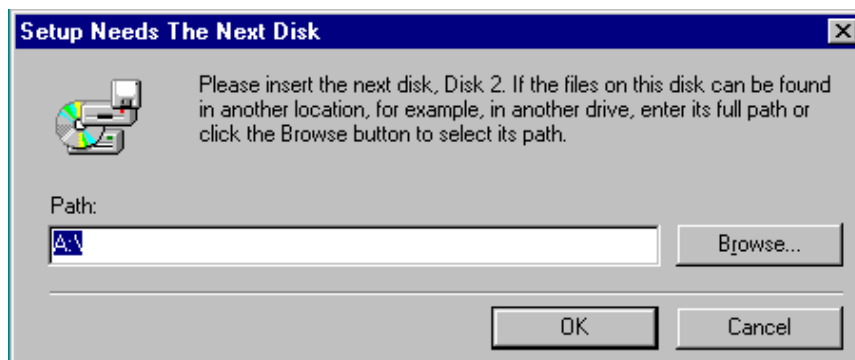 Setup Needs The Next Disk
Please insert the next disk, Disk 2. If the files on this disk can be found
in another location, for example, in another drive, enter its full path or
click the Browse button to select its path.
Path:
A:\
Browse...
OK
Cancel